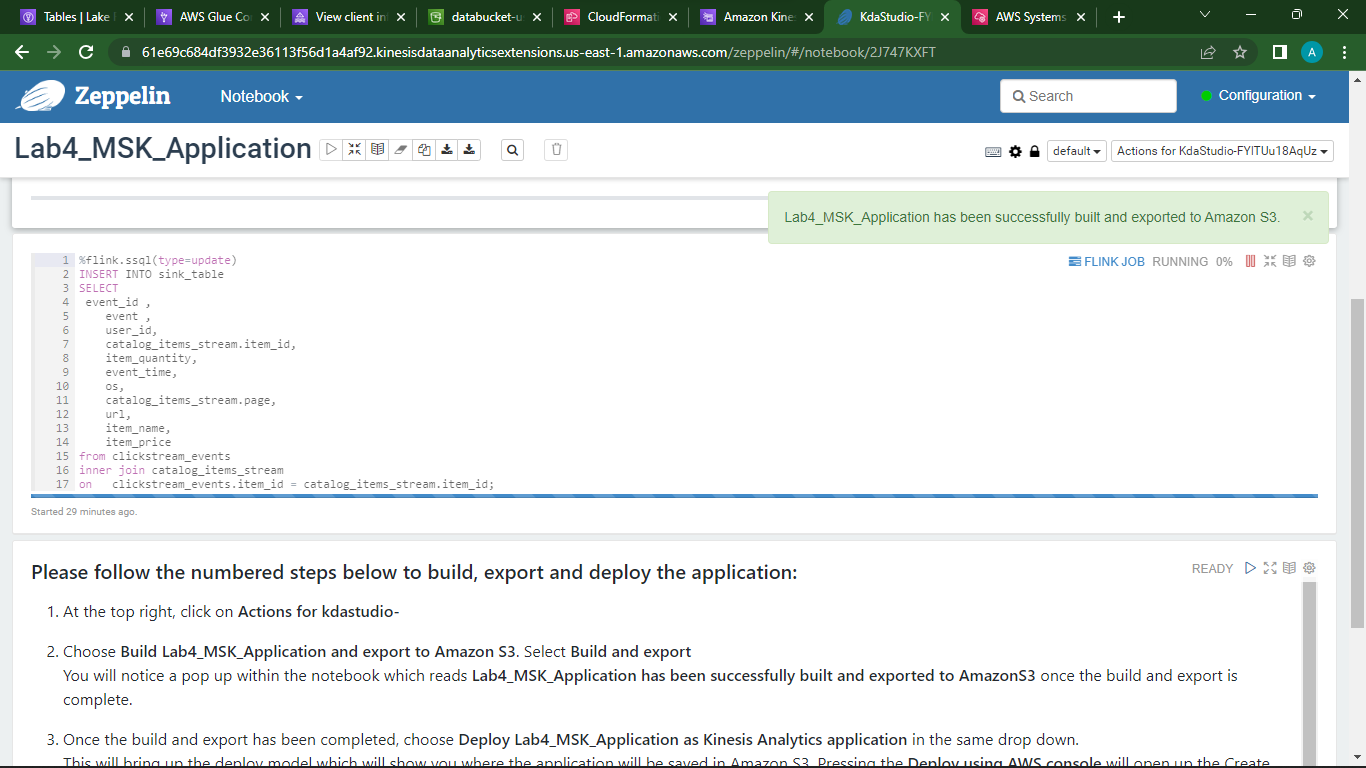 Tables | Lake
AWS Glue Co
View client in
databucket-u
CloudFormati
Amazon Kine
KdaStudio-FY
AWS Systems
61e69c684df3932e36113f56d1a4af92.kinesisdataanalyticsextensions.us-east-1.amazonaws.com/zeppelin/#/notebook/2J747KXFT
A
Zeppelin
Notebook
Search
Configuration
Lab4_MSK_Application
default
Actions for KdaStudio-FYITUu18AqUz
Lab4_MSK_Application has been successfully built and exported to Amazon S3.
FLINK JOB RUNNING 0%
1 %flink.ssql(type=update)
2 INSERT INTO sink_table
3 SELECT
4 event_id ,
5 event ,
6 user_id,
7 catalog_items_stream.item_id,
8 item_quantity,
9 event_time,
10 os,
11 catalog_items_stream.page,
12 url,
13 item_name,
14 item_price
15 from clickstream_events
16 inner join catalog_items_stream
17 on clickstream_events.item_id = catalog_items_stream.item_id;
Started 29 minutes ago.
Please follow the numbered steps below to build, export and deploy the application:
READY
1. At the top right, click on Actions for kdastudio-
2. Choose Build Lab4_MSK_Application and export to Amazon S3. Select Build and export
You will notice a pop up within the notebook which reads Lab4_MSK_Application has been successfully built and exported to AmazonS3 once the build and export is
complete.
3. Once the build and export has been completed, choose Deploy Lab4_MSK_Application as Kinesis Analytics application in the same drop down.
This will bring up the deploy model which will show you where the application will be saved in Amazon S3. Pressing the Deploy using AWS console will open up the Create